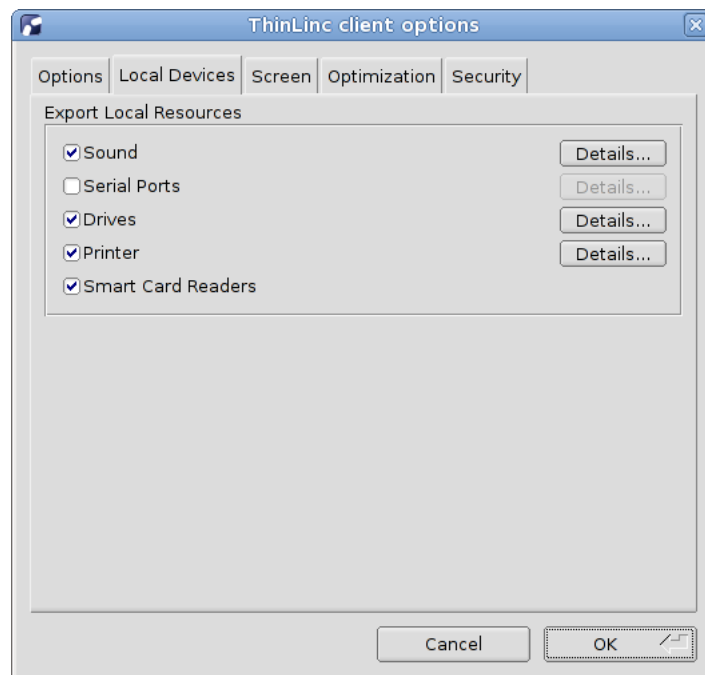 ThinLinc client options
Options Local Devices Screen Optimization Security
Export Local Resources
Sound Details...
Serial Ports Details...
Drives Details...
Printer Details...
Smart Card Readers
Cancel OK